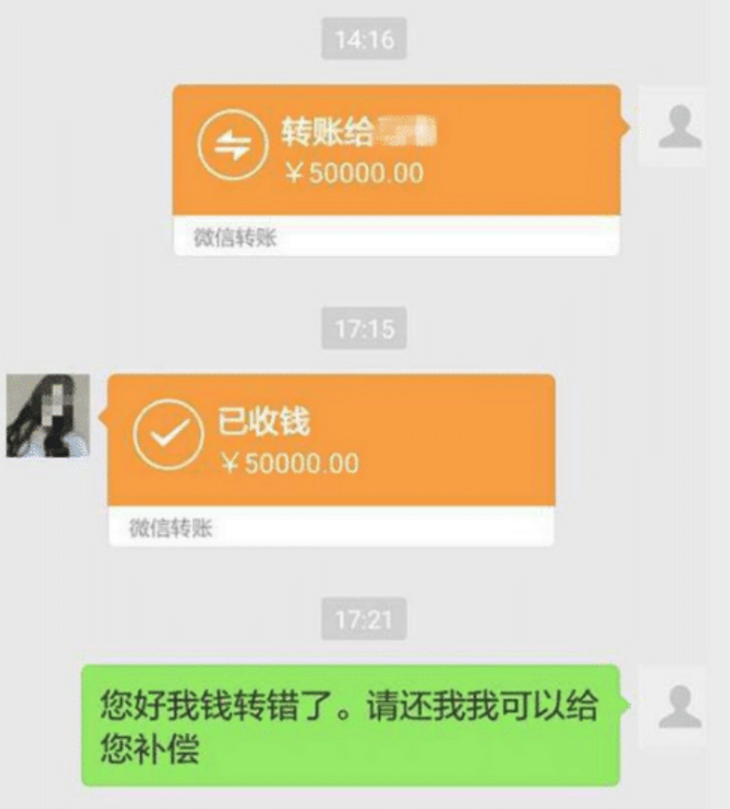 14:16
转账给
￥50000.00
微信转账
17:15
已收钱
￥50000.00
微信转账
17:21
您好我钱转错了。请还我我可以给
您补偿